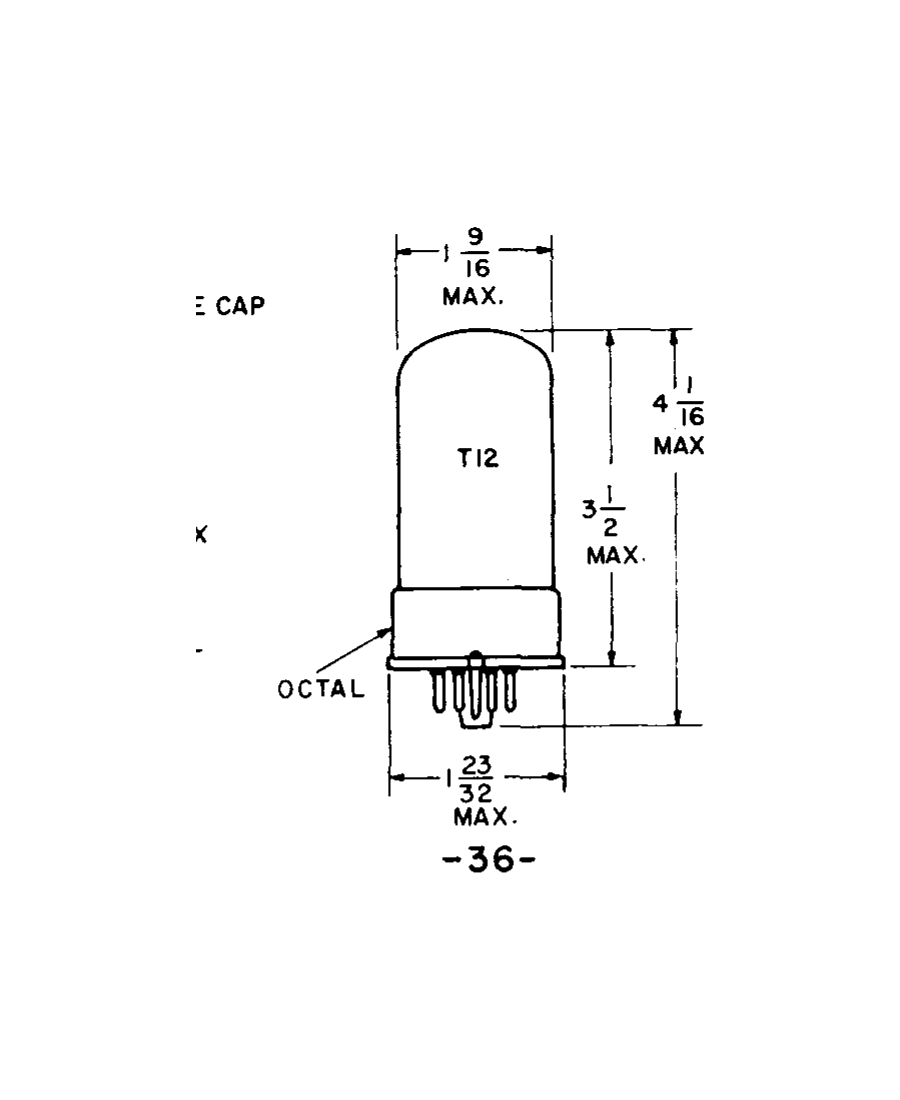 1 9/16
MAX.
E CAP
4 1/16
MAX
T12
3 1/2
MAX.
X
OCTAL
1 23/32
MAX.
-36-